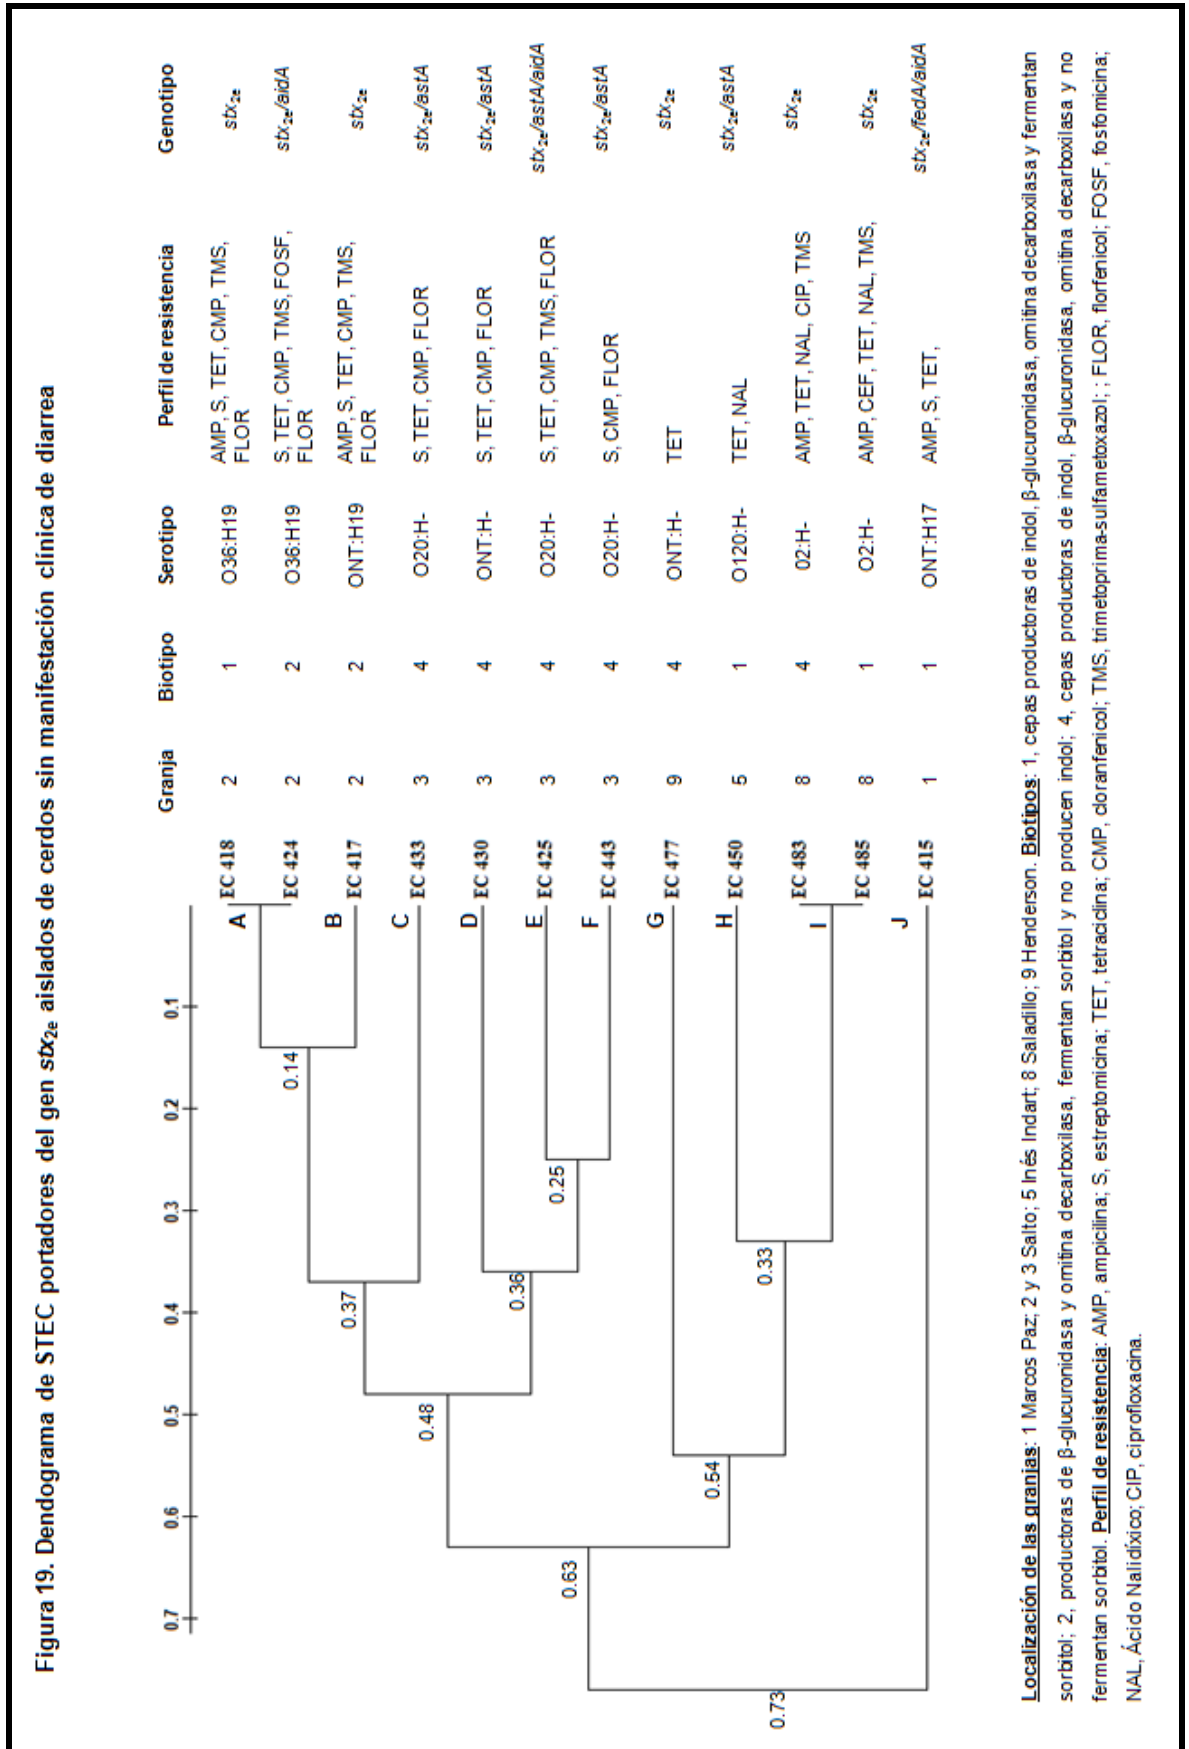 Figura 19. Dendograma de STEC portadores del gen stx2e aislados de cerdos sin manifestación clínica de diarrea
0.7 0.6 0.5 0.4 0.3 0.2 0.1
Granja Biotipo Serotipo Perfil de resistencia Genotipo
A EC 418 2 1 O36:H19 AMP, S, TET, CMP, TMS, stx2e
FLOR
EC 424 2 2 O36:H19 S, TET, CMP, TMS, FOSF, stx2e/aidA
FLOR
B EC 417 2 2 ONT:H19 AMP, S, TET, CMP, TMS, stx2e
FLOR
C EC 433 3 4 O20:H- S, TET, CMP, FLOR stx2e/astA
D EC 430 3 4 ONT:H- S, TET, CMP, FLOR stx2e/astA
E EC 425 3 4 O20:H- S, TET, CMP, TMS, FLOR stx2e/astA/aidA
F EC 443 3 4 O20:H- S, CMP, FLOR stx2e/astA
G EC 477 9 4 ONT:H- TET stx2e
H EC 450 5 1 O120:H- TET, NAL stx2e/astA
I EC 483 8 4 02:H- AMP, TET, NAL, CIP, TMS stx2e
EC 485 8 1 O2:H- AMP, CEF, TET, NAL, TMS, stx2e
J EC 415 1 1 ONT:H17 AMP, S, TET, stx2e/fedA/aidA
0.14
0.37
0.48
0.36
0.25
0.63
0.54
0.33
0.73
Localización de las granjas: 1 Marcos Paz; 2 y 3 Salto; 5 Inés Indart; 8 Saladillo; 9 Henderson. Biotipos: 1, cepas productoras de indol, β-glucuronidasa, ornitina decarboxilasa y fermentan
sorbitol; 2, productoras de β-glucuronidasa y ornitina decarboxilasa, fermentan sorbitol y no producen indol; 4, cepas productoras de indol, β-glucuronidasa, ornitina decarboxilasa y no
fermentan sorbitol. Perfil de resistencia: AMP, ampicilina; S, estreptomicina; TET, tetraciclina; CMP, cloranfenicol; TMS, trimetoprima-sulfametoxazol; ; FLOR, florfenicol; FOSF, fosfomicina;
NAL, Ácido Nalidíxico; CIP, ciprofloxacina.